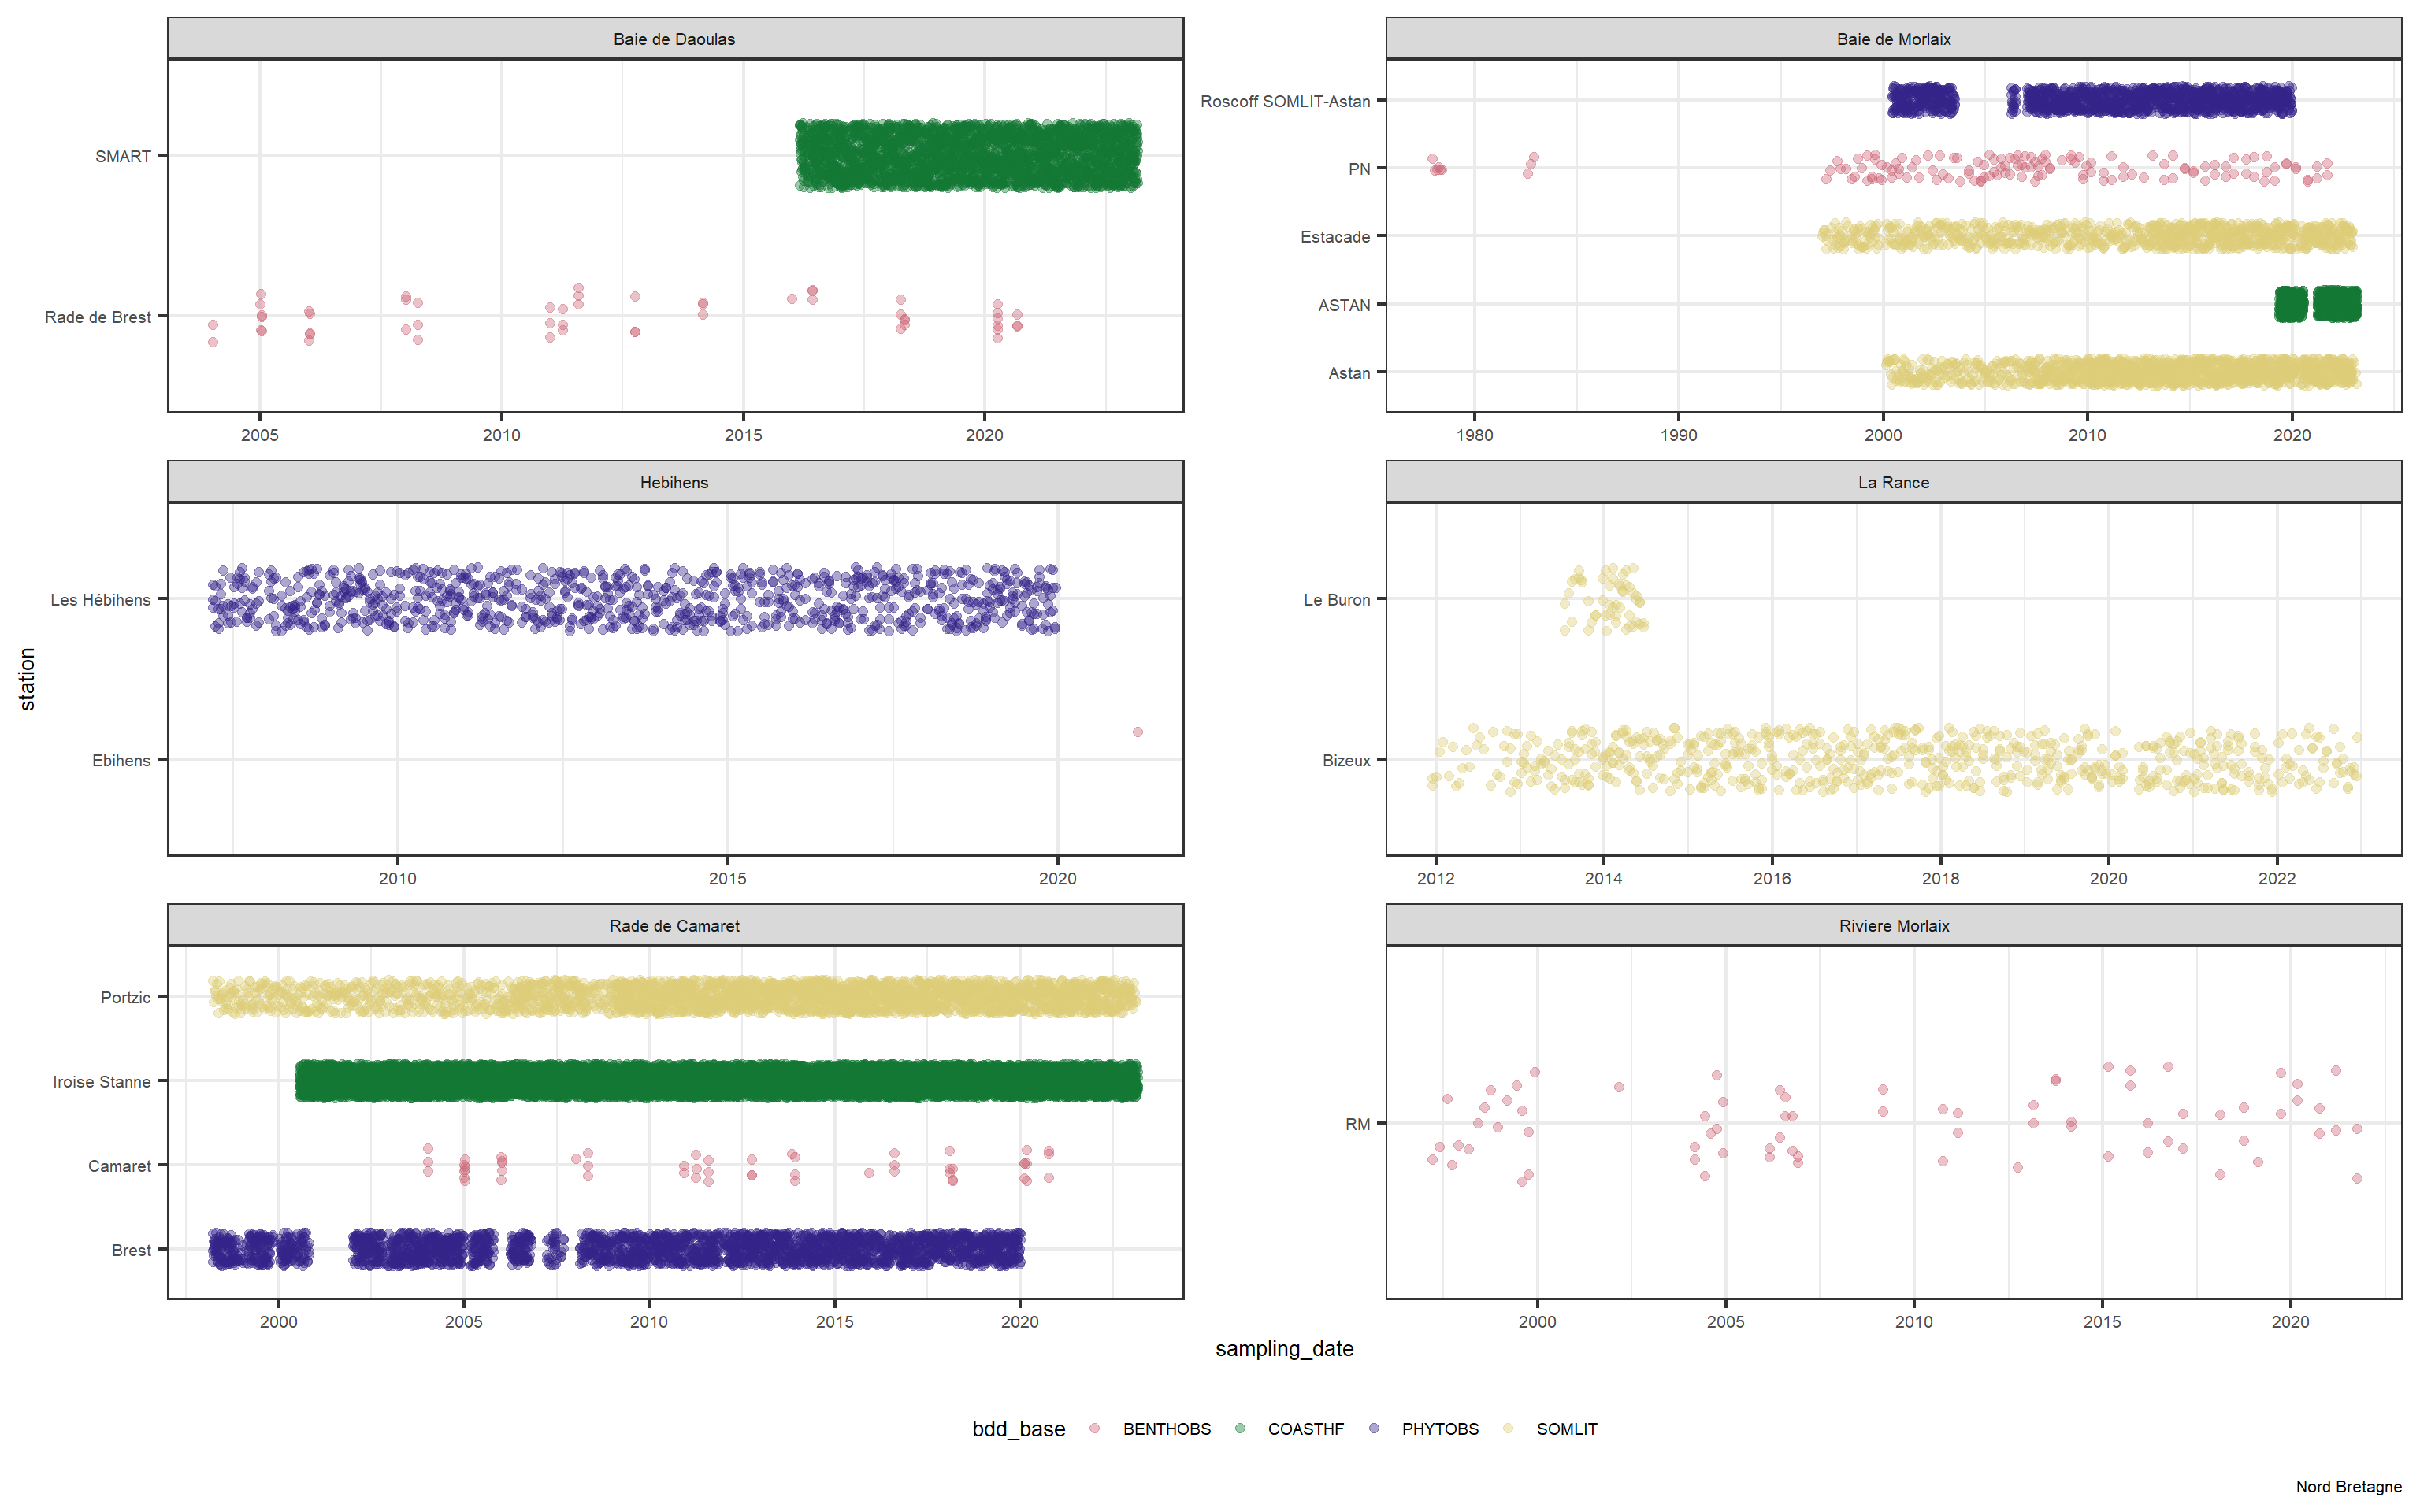 Baie de Daoulas
SMART
Rade de Brest
2005 2010 2015 2020
Baie de Morlaix
Roscoff SOMLIT-Astan
PN
Estacade
ASTAN
Astan
1980 1990 2000 2010 2020
Hebihens
Les Hébihens
Ebihens
2010 2015 2020
La Rance
Le Buron
Bizeux
2012 2014 2016 2018 2020 2022
Rade de Camaret
Portzic
Iroise Stanne
Camaret
Brest
2000 2005 2010 2015 2020
Riviere Morlaix
RM
2000 2005 2010 2015 2020
station
sampling_date
bdd_base BENTHOBS COASTHF PHYTOBS SOMLIT
Nord Bretagne